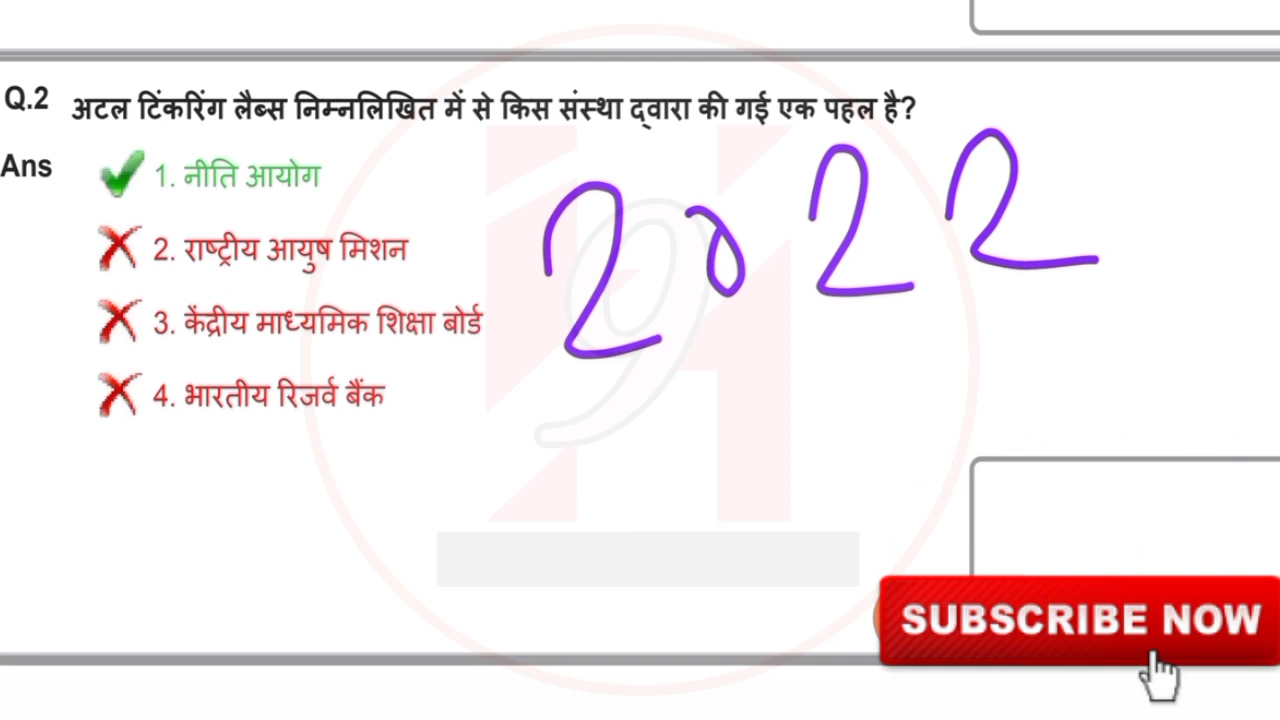 Q.2 अटल टिंकरिंग लैब्स निम्नलिखित में से किस संस्था द्वारा की गई एक पहल है?
Ans 1. नीति आयोग
2. राष्ट्रीय आयुष मिशन
3. केंद्रीय माध्यमिक शिक्षा बोर्ड
4. भारतीय रिजर्व बैंक
2022
SUBSCRIBE NOW